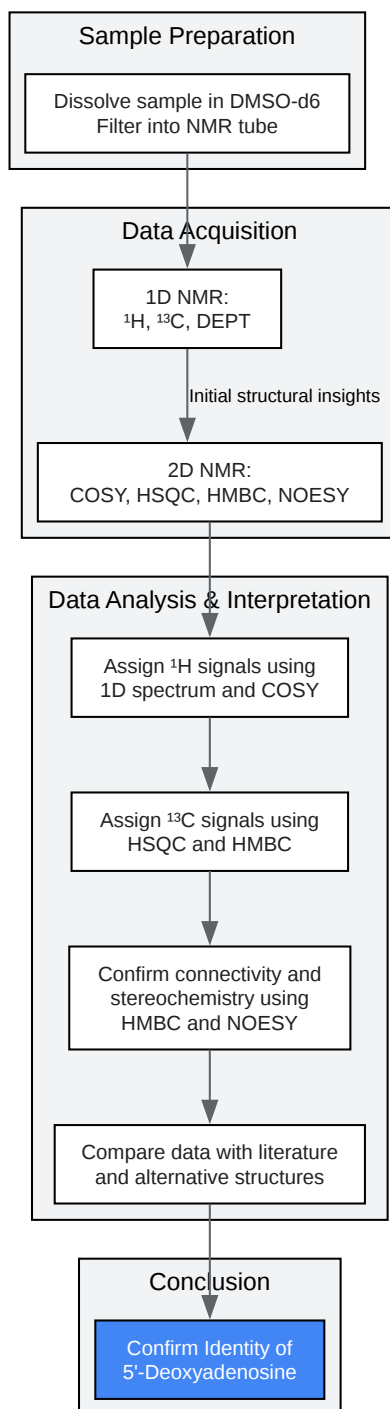 Sample Preparation
Dissolve sample in DMSO-d6
Filter into NMR tube
Data Acquisition
1D NMR:
¹H, ¹³C, DEPT
Initial structural insights
2D NMR:
COSY, HSQC, HMBC, NOESY
Data Analysis & Interpretation
Assign ¹H signals using
1D spectrum and COSY
Assign ¹³C signals using
HSQC and HMBC
Confirm connectivity and
stereochemistry using
HMBC and NOESY
Compare data with literature
and alternative structures
Conclusion
Confirm Identity of
5'-Deoxyadenosine